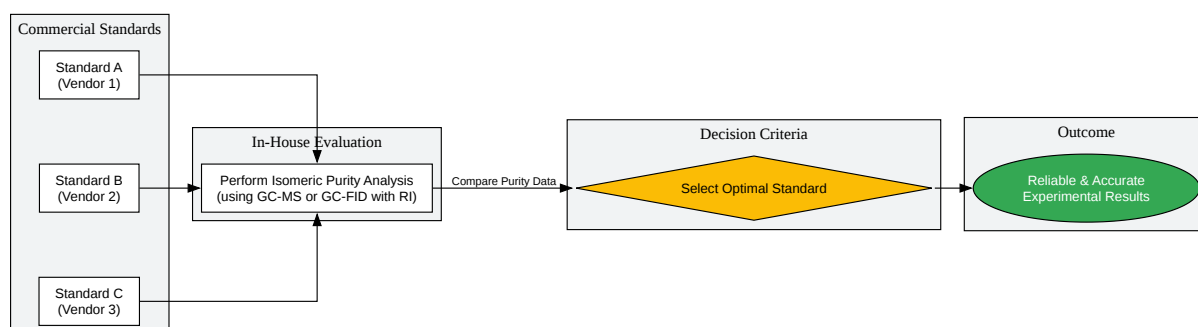 Commercial Standards
Standard A
(Vendor 1)
Standard B
(Vendor 2)
Standard C
(Vendor 3)
In-House Evaluation
Perform Isomeric Purity Analysis
(using GC-MS or GC-FID with RI)
Compare Purity Data
Decision Criteria
Select Optimal Standard
Outcome
Reliable & Accurate
Experimental Results